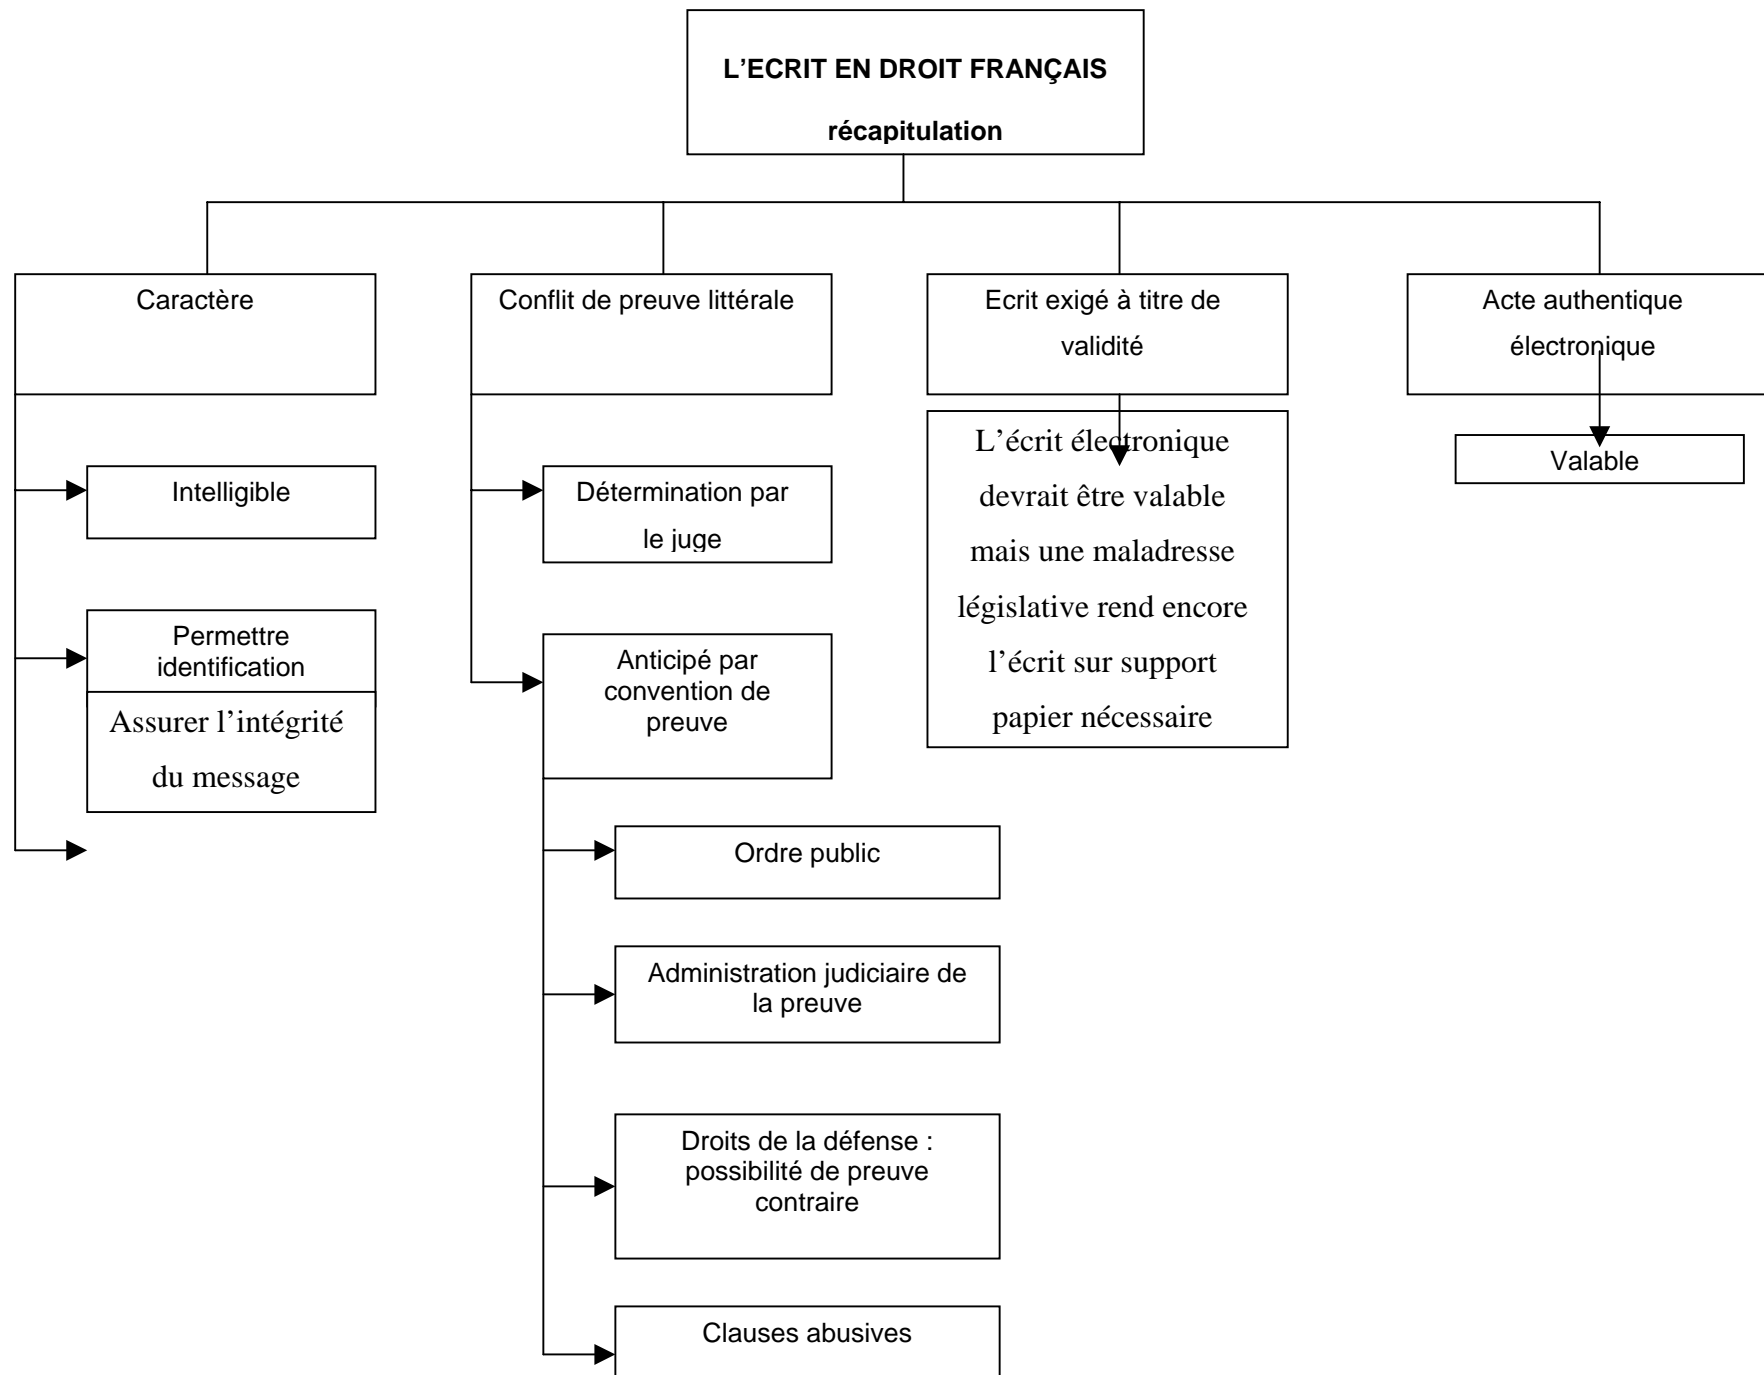 L’ECRIT EN DROIT FRANÇAIS
récapitulation
Caractère
Intelligible
Permettre
identification
Assurer l’intégrité
du message
Conflit de preuve littérale
Détermination par
le juge
Anticipé par
convention de
preuve
Ordre public
Administration judiciaire de
la preuve
Droits de la défense :
possibilité de preuve
contraire
Clauses abusives
Ecrit exigé à titre de
validité
L’écrit électronique
devrait être valable
mais une maladresse
législative rend encore
l’écrit sur support
papier nécessaire
Acte authentique
électronique
Valable